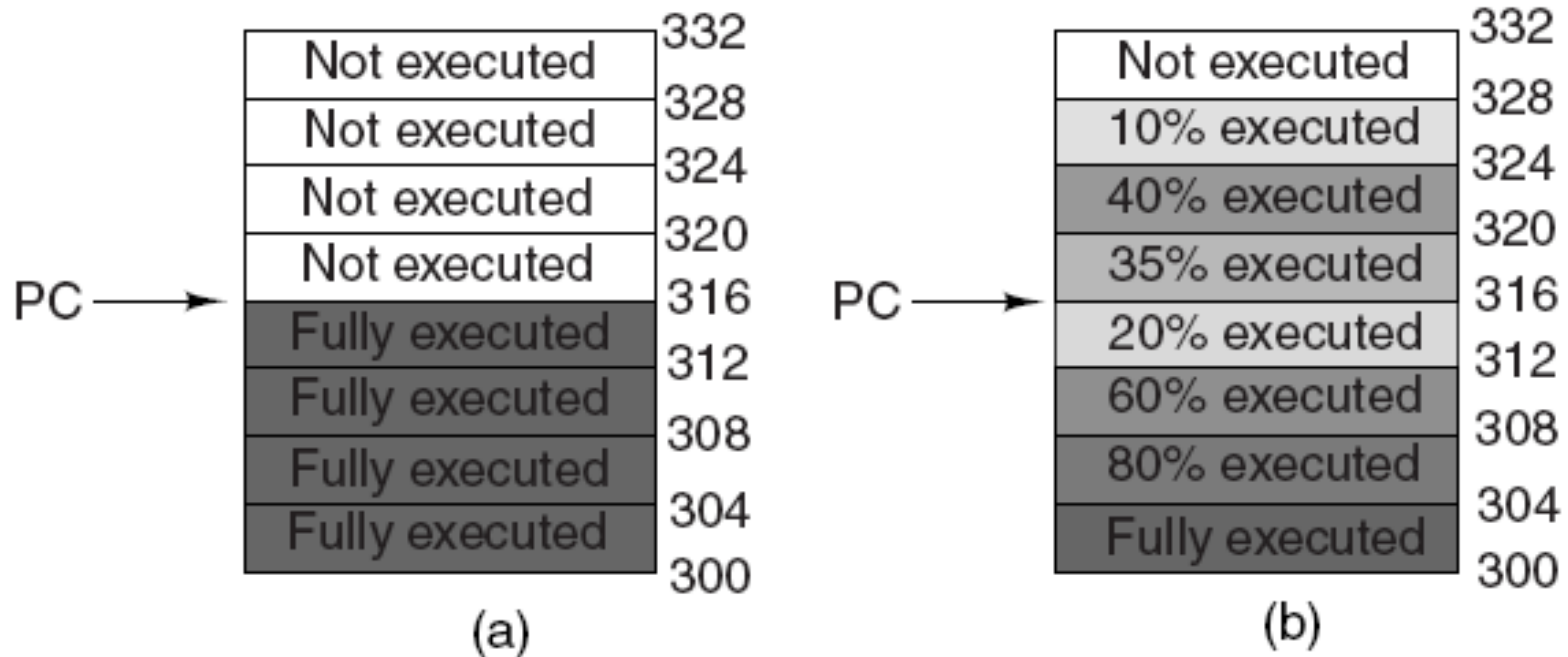 332
Not executed
328
Not executed
324
Not executed
320
Not executed
PC
316
Fully executed
312
Fully executed
308
Fully executed
304
Fully executed
300
(a)
332
Not executed
328
10% executed
324
40% executed
320
35% executed
PC
316
20% executed
312
60% executed
308
80% executed
304
Fully executed
300
(b)